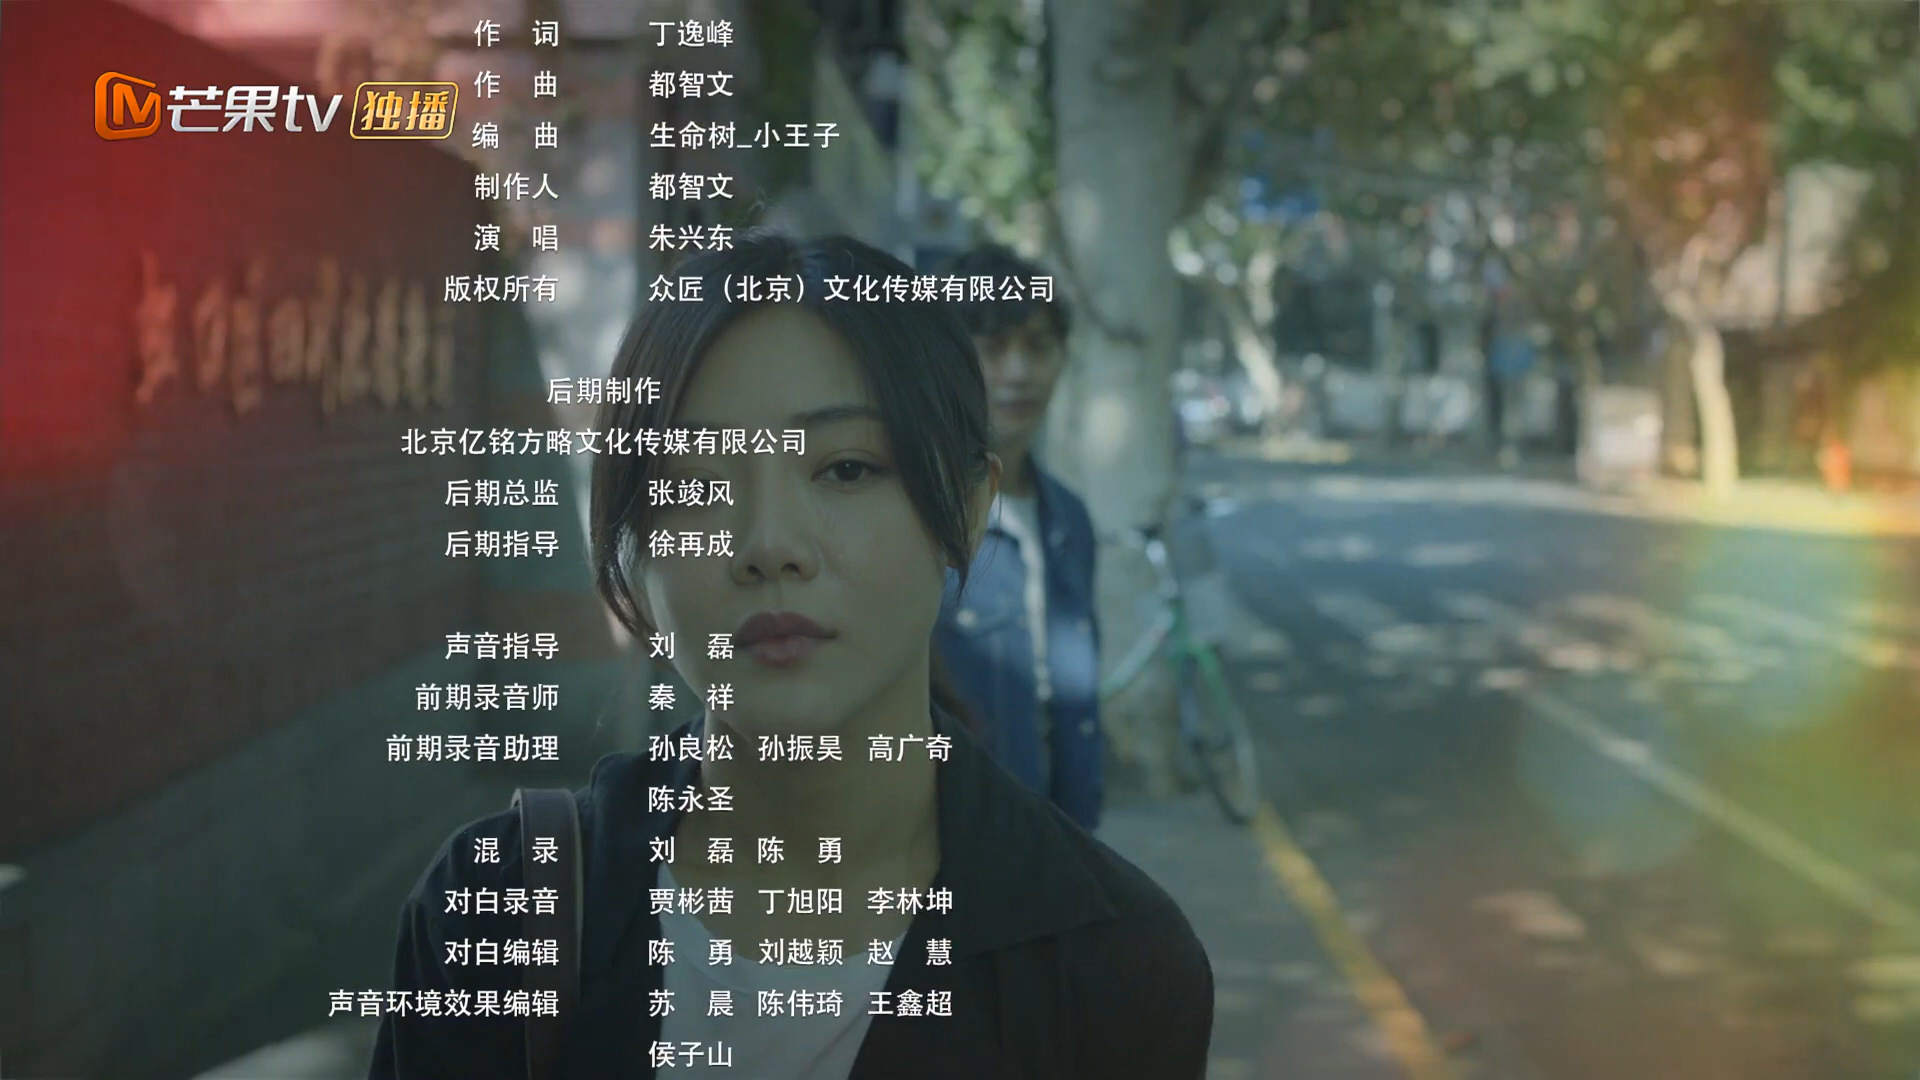 作 词 丁逸峰
芒果tv 独播
作 曲 都智文
编 曲 生命树_小王子
制作人 都智文
演 唱 朱兴东
版权所有 众匠（北京）文化传媒有限公司
后期制作
北京亿铭方略文化传媒有限公司
后期总监 张竣风
后期指导 徐再成
声音指导 刘 磊
前期录音师 秦 祥
前期录音助理 孙良松 孙振昊 高广奇
陈永圣
混 录 刘 磊 陈 勇
对白录音 贾彬茜 丁旭阳 李林坤
对白编辑 陈 勇 刘越颖 赵 慧
声音环境效果编辑 苏 晨 陈伟琦 王鑫超
侯子山